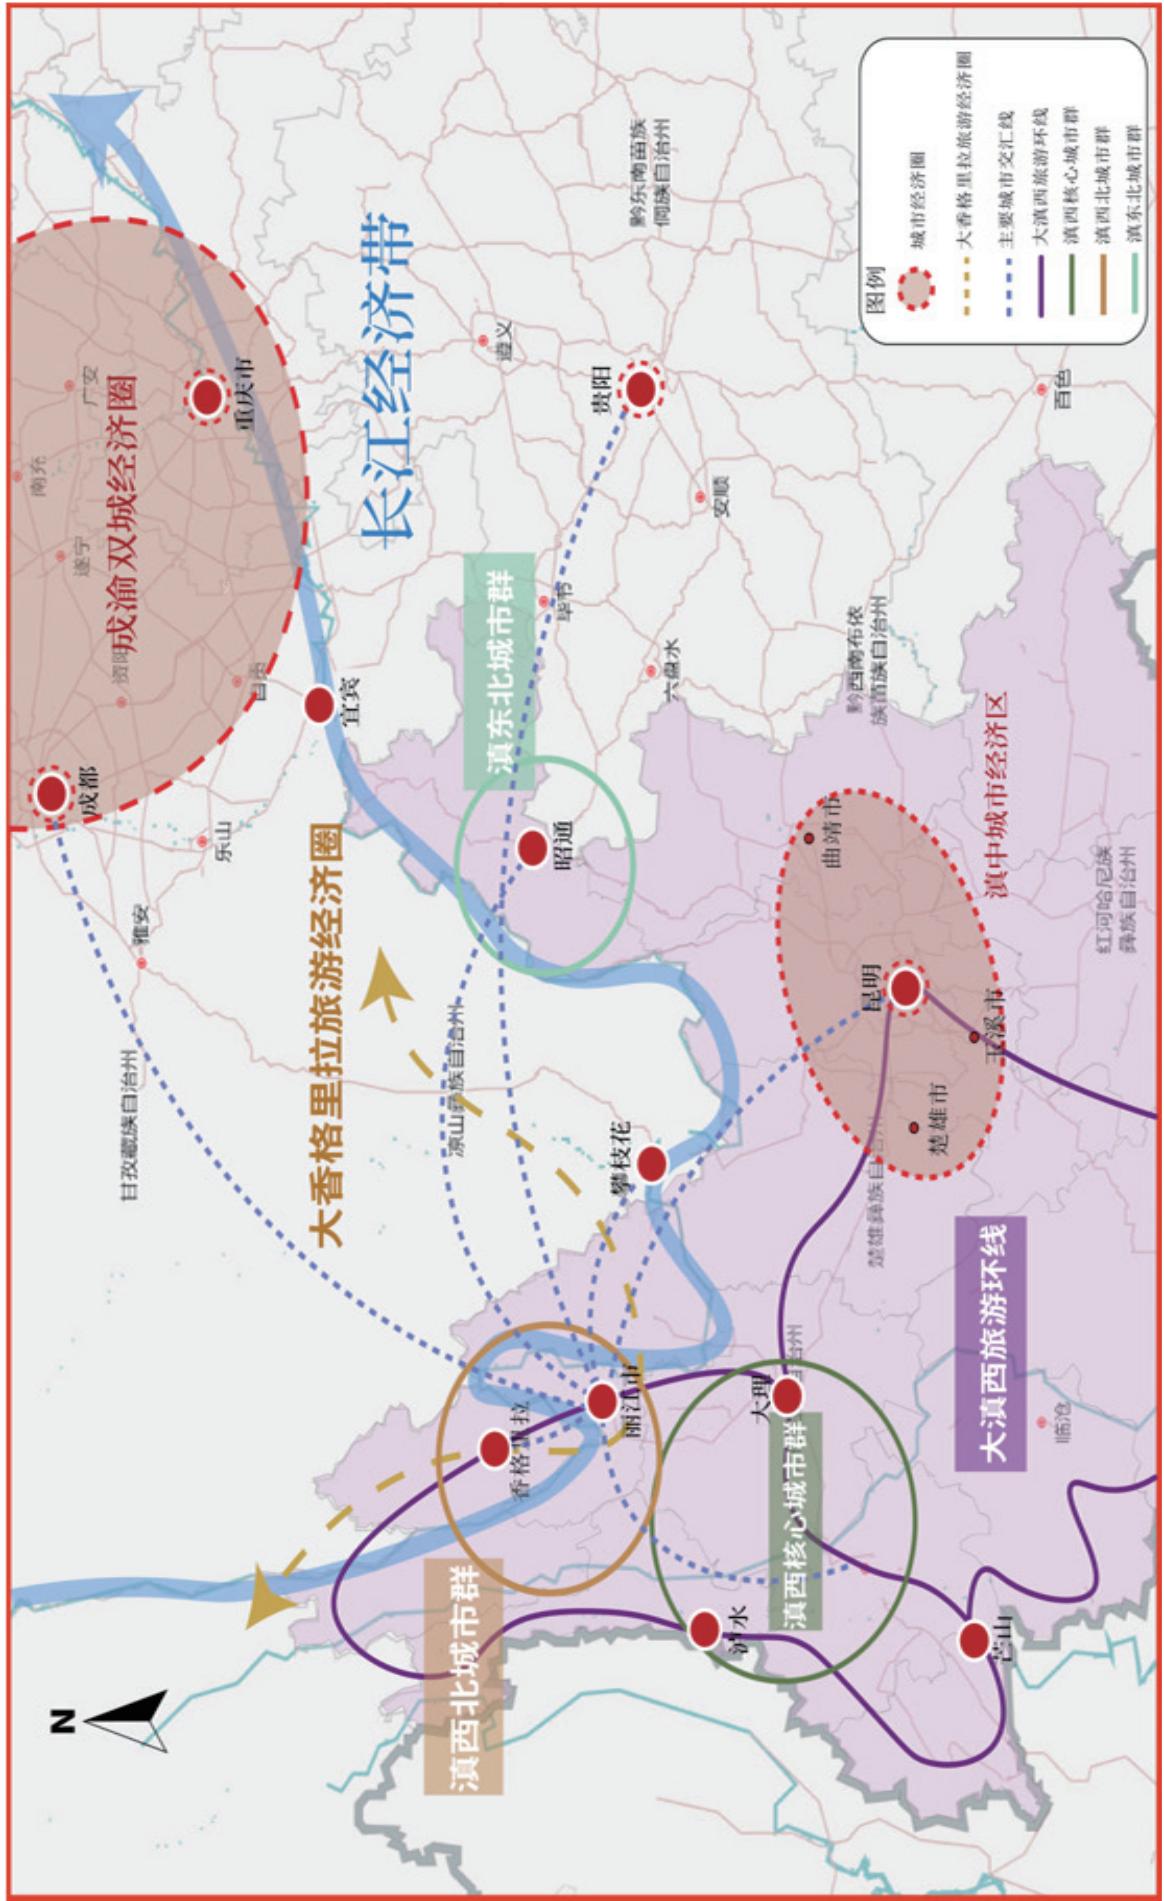 N
成渝双城经济圈
长江经济带
大香格里拉旅游经济圈
滇东北城市群
滇西北城市群
滇西核心城市群
大滇西旅游环线
滇中城市经济区
南充
广安
遂宁
重庆市
资阳
自贡
成都
宜宾
乐山
雅安
甘孜藏族自治州
凉山彝族自治州
遵义
贵阳
黔东南苗族
侗族自治州
安顺
毕节
六盘水
昭通
黔西南布依
族苗族自治州
百色
攀枝花
曲靖市
昆明
玉溪市
楚雄市
楚雄彝族自治州
红河哈尼族
彝族自治州
香格里拉
丽江市
大理
自治州
泸水
芒山
临沧
图例
城市经济圈
大香格里拉旅游经济圈
主要城市交汇线
大滇西旅游环线
滇西核心城市群
滇西北城市群
滇东北城市群